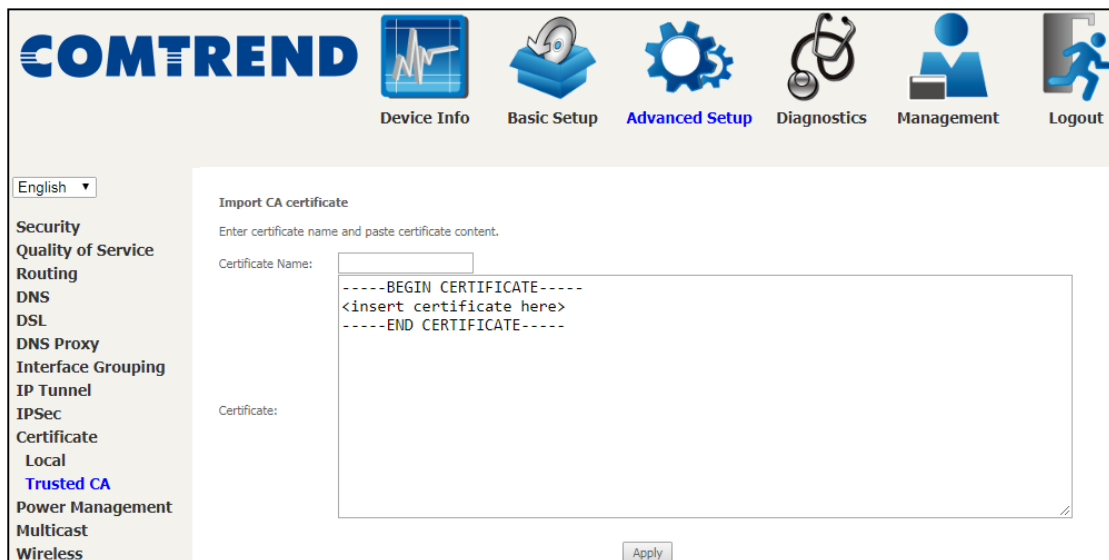 COMTREND
Device Info
Basic Setup
Advanced Setup
Diagnostics
Management
Logout
English
Security
Quality of Service
Routing
DNS
DSL
DNS Proxy
Interface Grouping
IP Tunnel
IPSec
Certificate
Local
Trusted CA
Power Management
Multicast
Wireless
Import CA certificate
Enter certificate name and paste certificate content.
Certificate Name:
-----BEGIN CERTIFICATE-----
<insert certificate here>
-----END CERTIFICATE-----
Certificate:
Apply